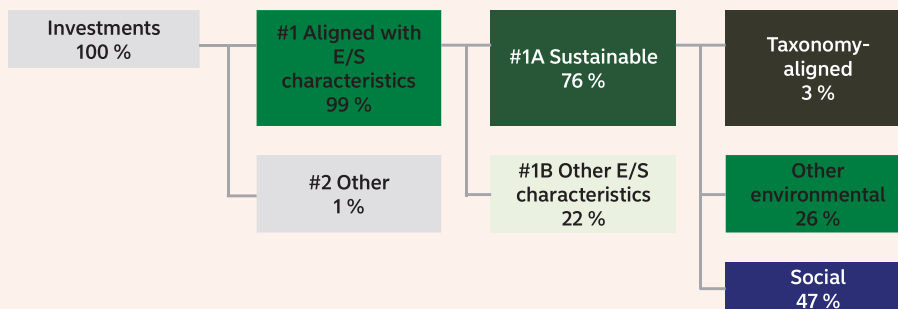 Investments
100 %
#1 Aligned with
E/S
characteristics
99 %
#1A Sustainable
76 %
Taxonomy-
aligned
3 %
#2 Other
1 %
#1B Other E/S
characteristics
22 %
Other
environmental
26 %
Social
47 %